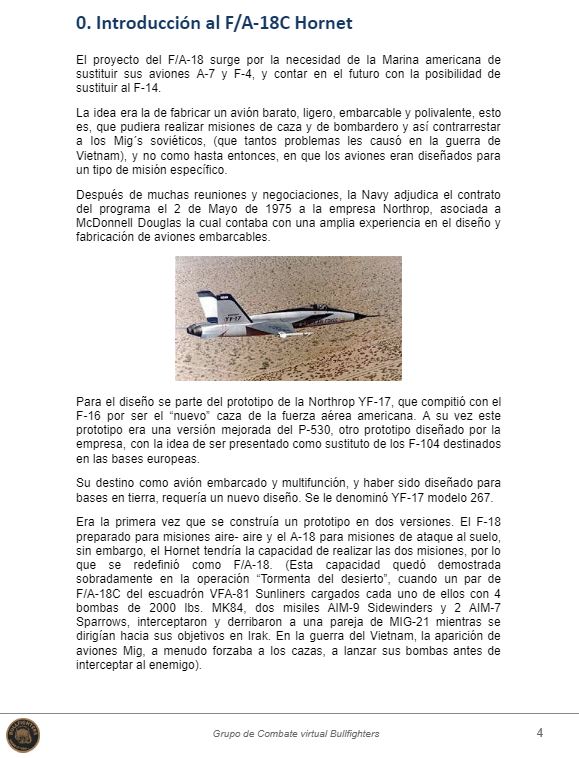 0. Introducción al F/A-18C Hornet
El proyecto del F/A-18 surge por la necesidad de la Marina americana de
sustituir sus aviones A-7 y F-4, y contar en el futuro con la posibilidad de
sustituir al F-14.
La idea era la de fabricar un avión barato, ligero, embarcable y polivalente, esto
es, que pudiera realizar misiones de caza y de bombardero y así contrarrestar
a los Mig´s soviéticos, (que tantos problemas les causó en la guerra de
Vietnam), y no como hasta entonces, en que los aviones eran diseñados para
un tipo de misión específico.
Después de muchas reuniones y negociaciones, la Navy adjudica el contrato
del programa el 2 de Mayo de 1975 a la empresa Northrop, asociada a
McDonnell Douglas la cual contaba con una amplia experiencia en el diseño y
fabricación de aviones embarcables.
YF-17
Para el diseño se parte del prototipo de la Northrop YF-17, que compitió con el
F-16 por ser el “nuevo” caza de la fuerza aérea americana. A su vez este
prototipo era una versión mejorada del P-530, otro prototipo diseñado por la
empresa, con la idea de ser presentado como sustituto de los F-104 destinados
en las bases europeas.
Su destino como avión embarcado y multifunción, y haber sido diseñado para
bases en tierra, requería un nuevo diseño. Se le denominó YF-17 modelo 267.
Era la primera vez que se construía un prototipo en dos versiones. El F-18
preparado para misiones aire- aire y el A-18 para misiones de ataque al suelo,
sin embargo, el Hornet tendría la capacidad de realizar las dos misiones, por lo
que se redefinió como F/A-18. (Esta capacidad quedó demostrada
sobradamente en la operación “Tormenta del desierto”, cuando un par de
F/A-18C del escuadrón VFA-81 Sunliners cargados cada uno de ellos con 4
bombas de 2000 lbs. MK84, dos misiles AIM-9 Sidewinders y 2 AIM-7
Sparrows, interceptaron y derribaron a una pareja de MIG-21 mientras se
dirigían hacia sus objetivos en Irak. En la guerra del Vietnam, la aparición de
aviones Mig, a menudo forzaba a los cazas, a lanzar sus bombas antes de
interceptar al enemigo).
BULLFIGHTERS
Grupo de Combate virtual Bullfighters
4